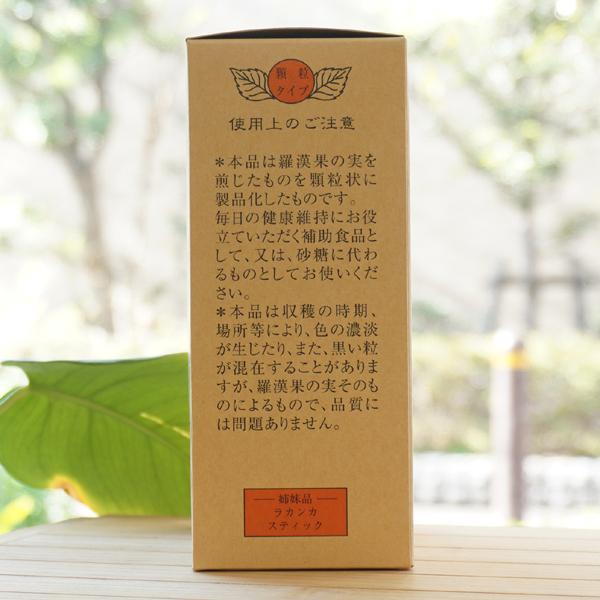 顆粒
タイプ
使用上のご注意
＊本品は羅漢果の実を
煎じたものを顆粒状に
製品化したものです。
毎日の健康維持にお役
立ていただく補助食品と
して、又は、砂糖に代わ
るものとしてお使いくだ
さい。
＊本品は収穫の時期、
場所等により、色の濃淡
が生じたり、また、黒い粒
が混在することがありま
すが、羅漢果の実そのも
のによるもので、品質に
は問題ありません。
姉妹品
ラカンカ
スティック